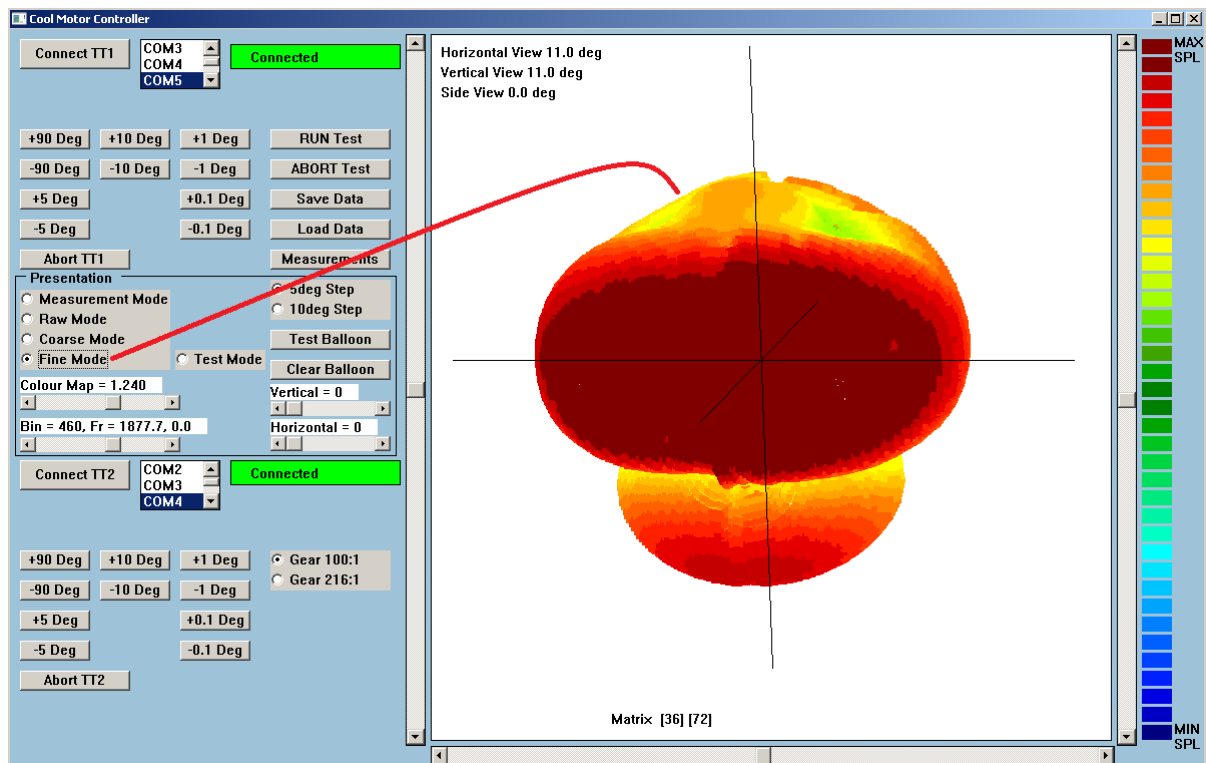 Cool Motor Controller
Connect TT1
COM3
COM4
COM5
Connected
+90 Deg
+10 Deg
+1 Deg
RUN Test
-90 Deg
-10 Deg
-1 Deg
ABORT Test
+5 Deg
+0.1 Deg
Save Data
-5 Deg
-0.1 Deg
Load Data
Abort TT1
Measurements
Presentation
Measurement Mode
Raw Mode
Coarse Mode
Fine Mode
Test Mode
5deg Step
10deg Step
Test Balloon
Clear Balloon
Colour Map = 1.240
Vertical = 0
Bin = 460, Fr = 1877.7, 0.0
Horizontal = 0
Connect TT2
COM2
COM3
COM4
Connected
+90 Deg
+10 Deg
+1 Deg
Gear 100:1
-90 Deg
-10 Deg
-1 Deg
Gear 216:1
+5 Deg
+0.1 Deg
-5 Deg
-0.1 Deg
Abort TT2
Horizontal View 11.0 deg
Vertical View 11.0 deg
Side View 0.0 deg
Matrix [36] [72]
MAX
SPL
MIN
SPL